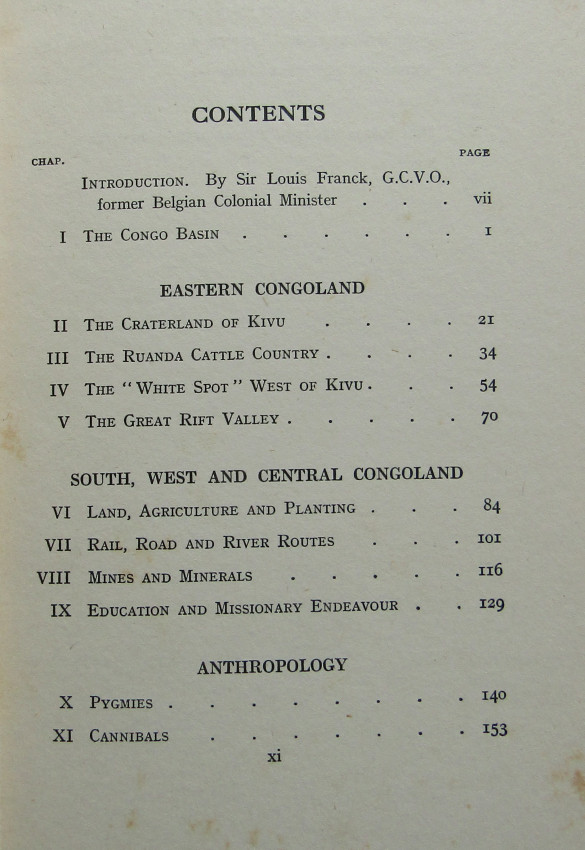 CONTENTS
CHAP. PAGE
INTRODUCTION. By Sir Louis Franck, G.C.V.O.,
former Belgian Colonial Minister . . . vii
I THE CONGO BASIN . . . . . . 1
EASTERN CONGOLAND
II THE CRATERLAND OF KIVU . . . . 21
III THE RUANDA CATTLE COUNTRY . . . . 34
IV THE "WHITE SPOT" WEST OF KIVU . . . 54
V THE GREAT RIFT VALLEY . . . . . 70
SOUTH, WEST AND CENTRAL CONGOLAND
VI LAND, AGRICULTURE AND PLANTING . . . 84
VII RAIL, ROAD AND RIVER ROUTES . . . 101
VIII MINES AND MINERALS . . . . . 116
IX EDUCATION AND MISSIONARY ENDEAVOUR . . 129
ANTHROPOLOGY
X PYGMIES . . . . . . . . 140
XI CANNIBALS . . . . . . . 153
xi